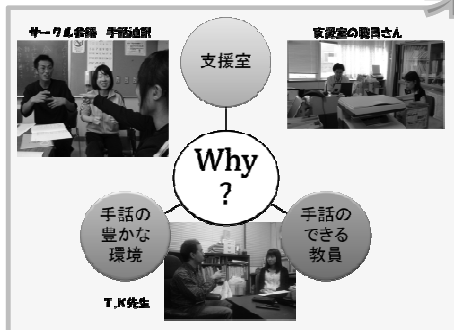 サークル会議 手話通訳
支援室の職員さん
支援室
Why
?
手話の
豊かな
環境
手話の
できる
教員
T.K先生